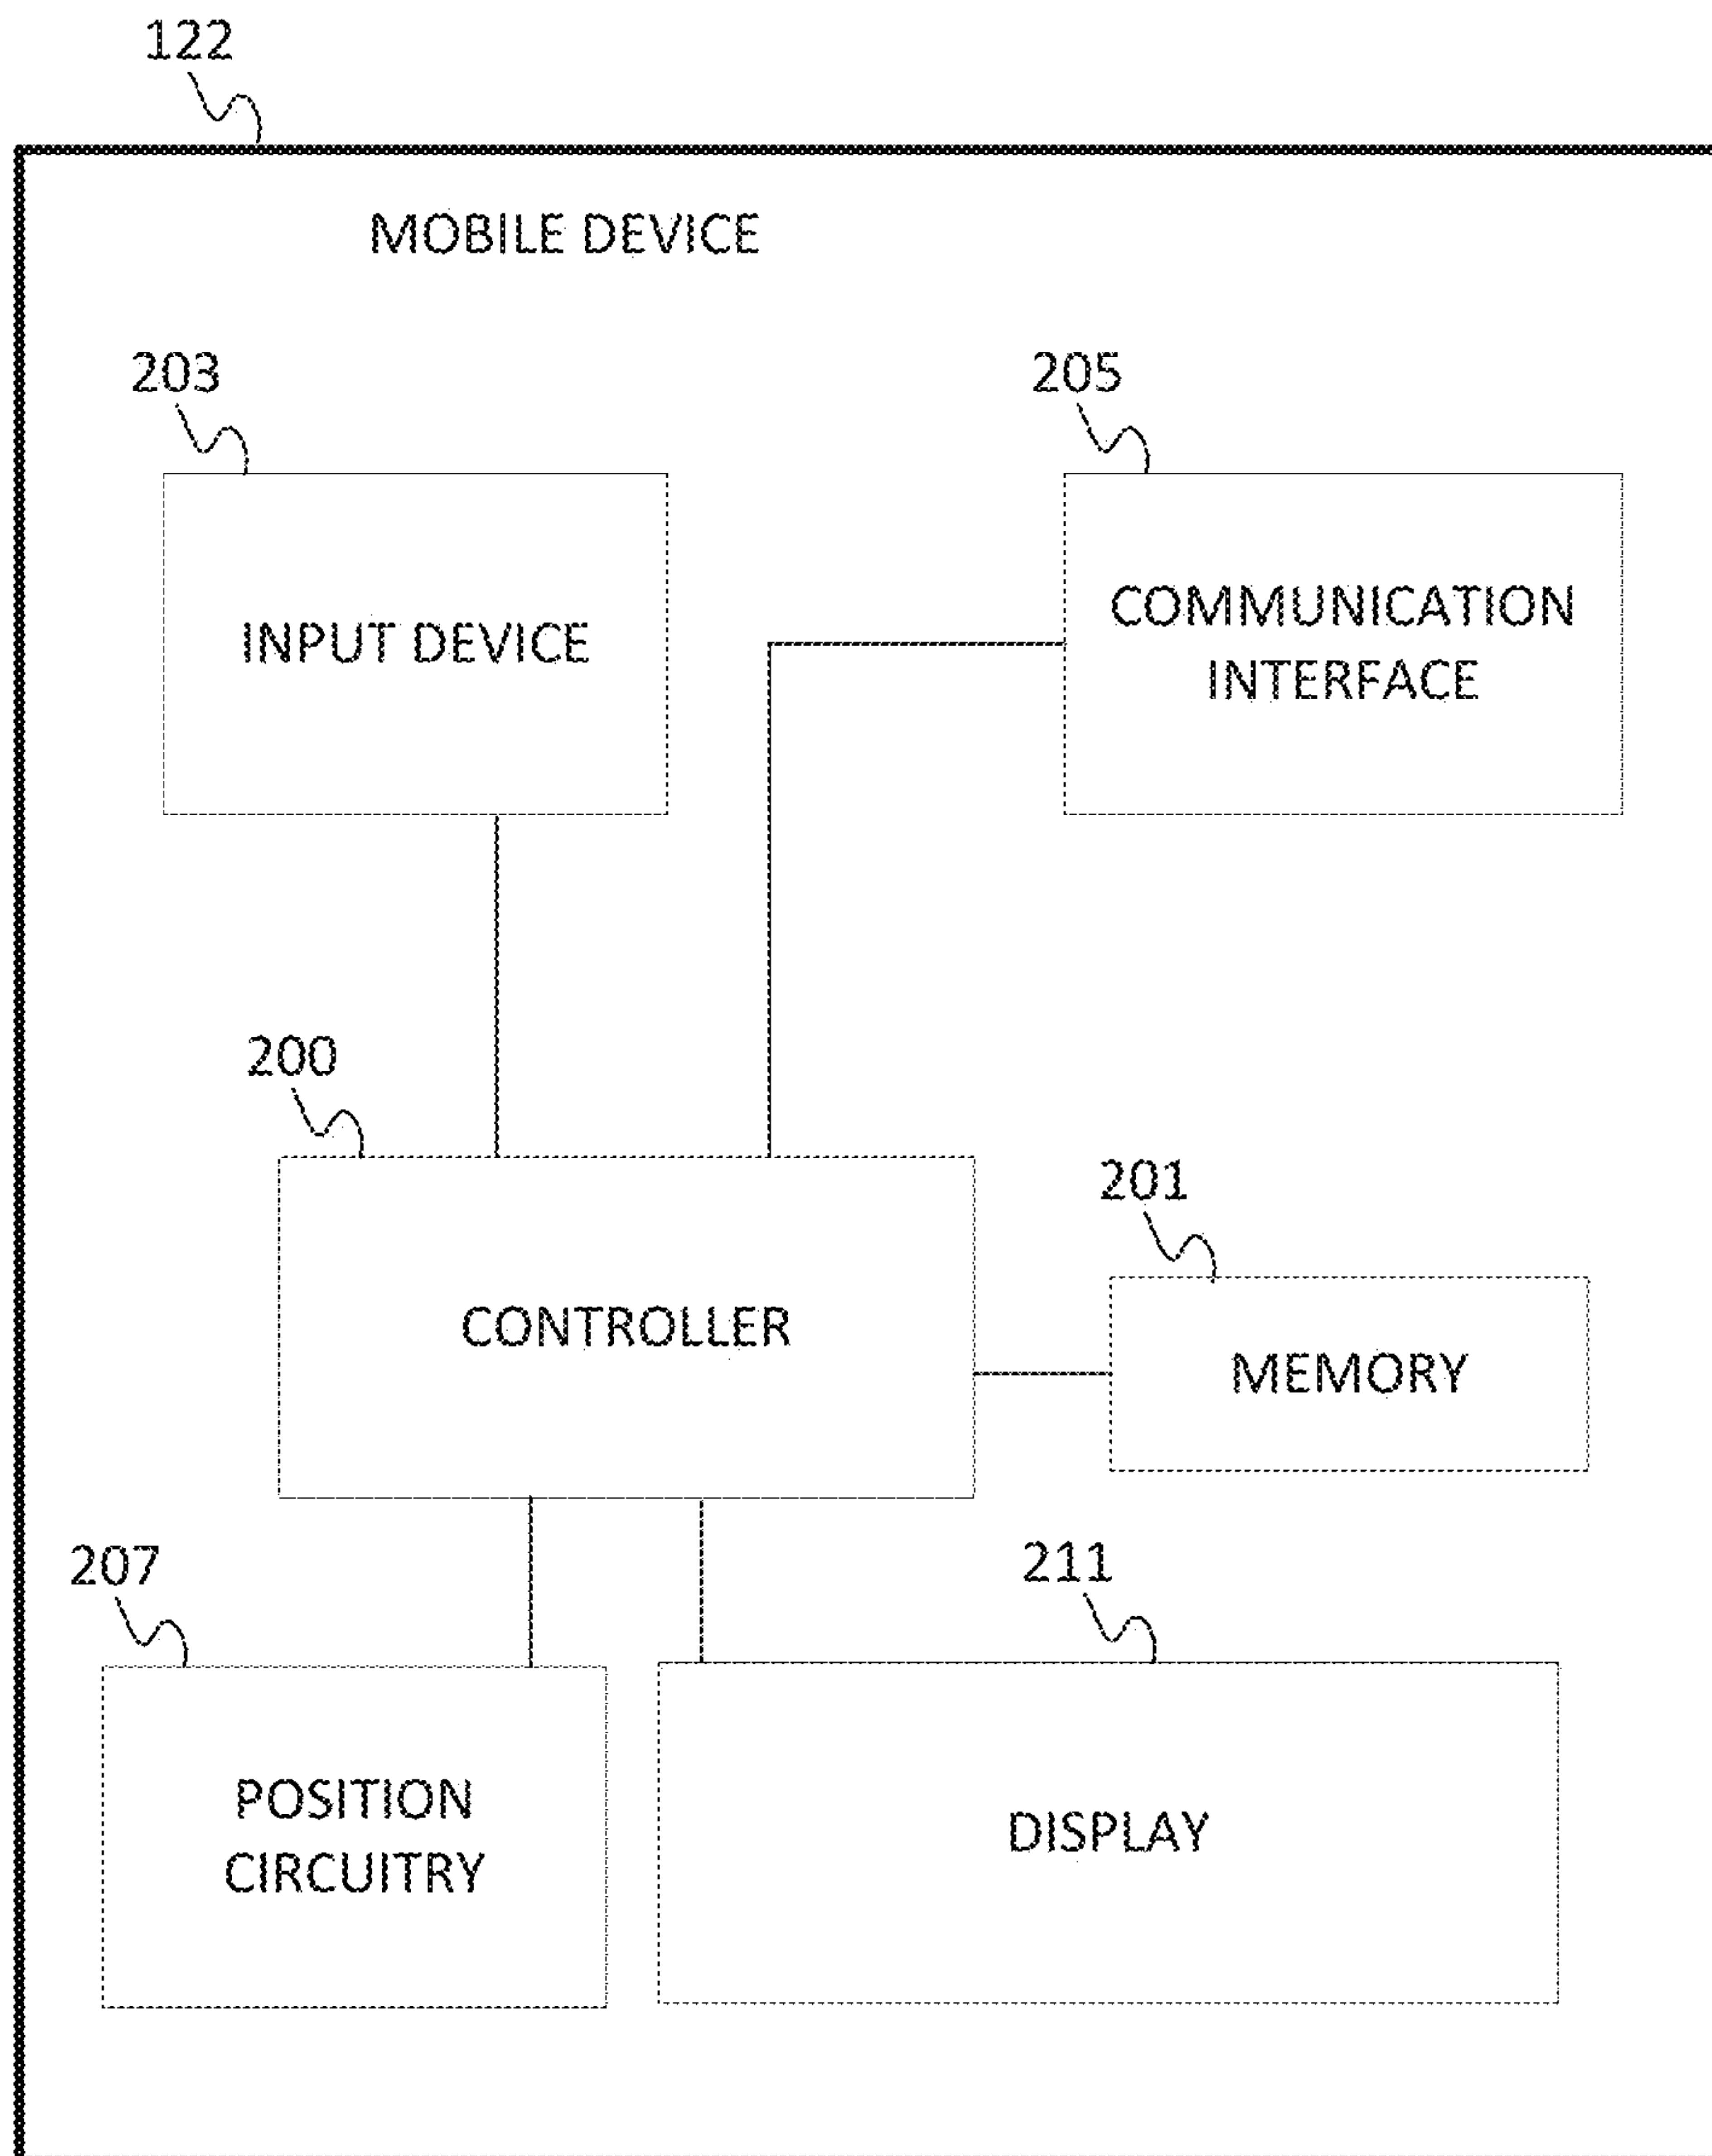 122
MOBILE DEVICE
203
205
INPUT DEVICE
COMMUNICATION
INTERFACE
200
201
CONTROLLER
MEMORY
207
211
POSITION
CIRCUITRY
DISPLAY